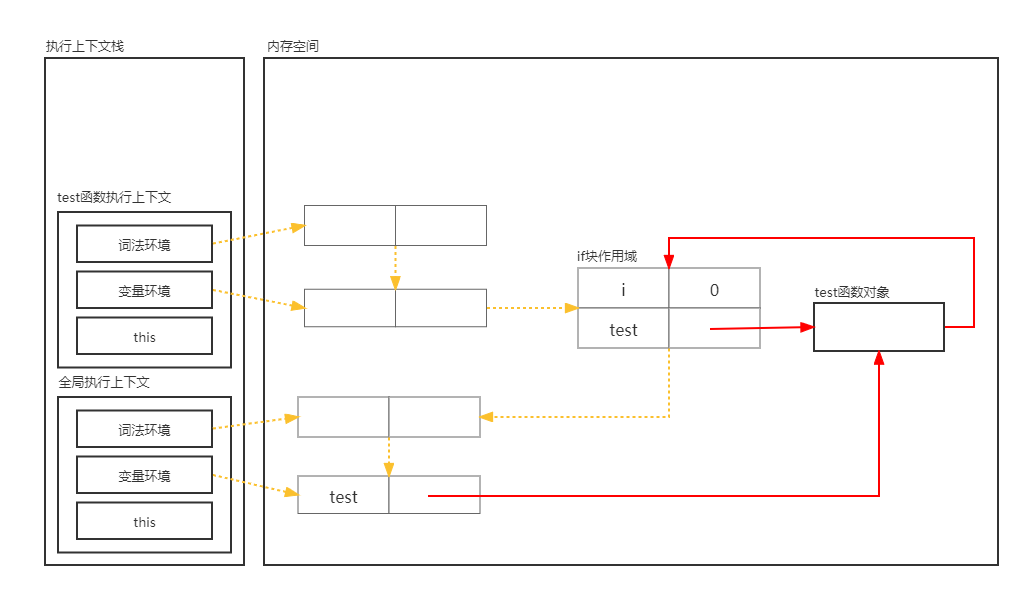 执行上下文栈
内存空间
test函数执行上下文
词法环境
变量环境
this
if块作用域
i
0
test
test函数对象
全局执行上下文
词法环境
变量环境
this
test